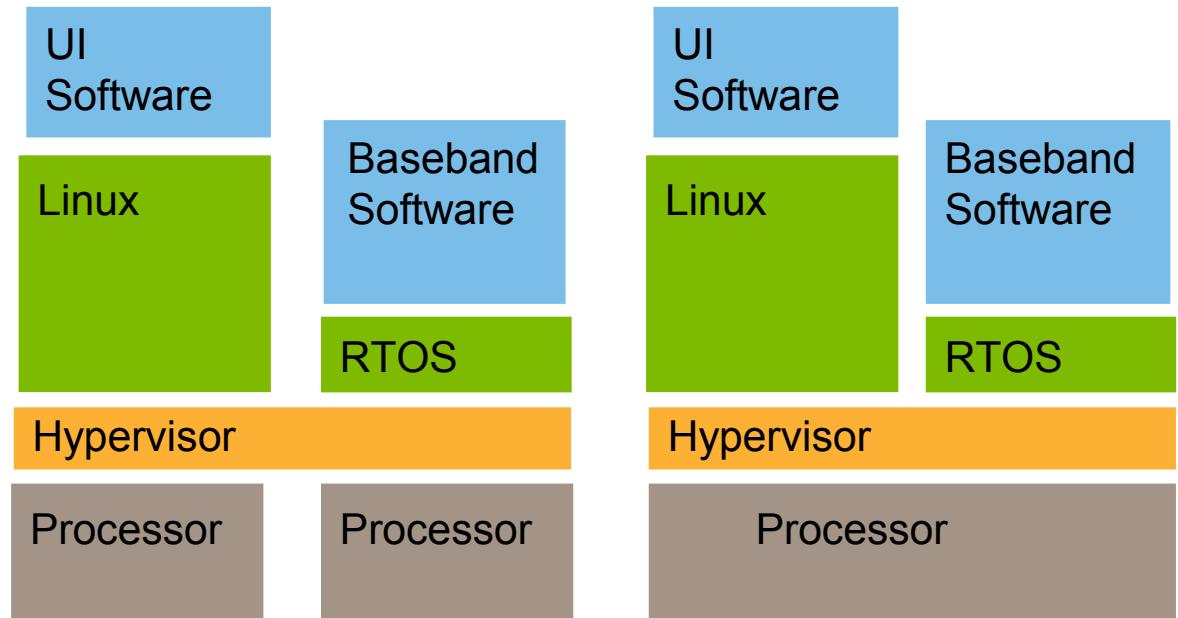 UI
Software
Linux
Baseband
Software
RTOS
Hypervisor
Processor
Processor
UI
Software
Linux
Baseband
Software
RTOS
Hypervisor
Processor